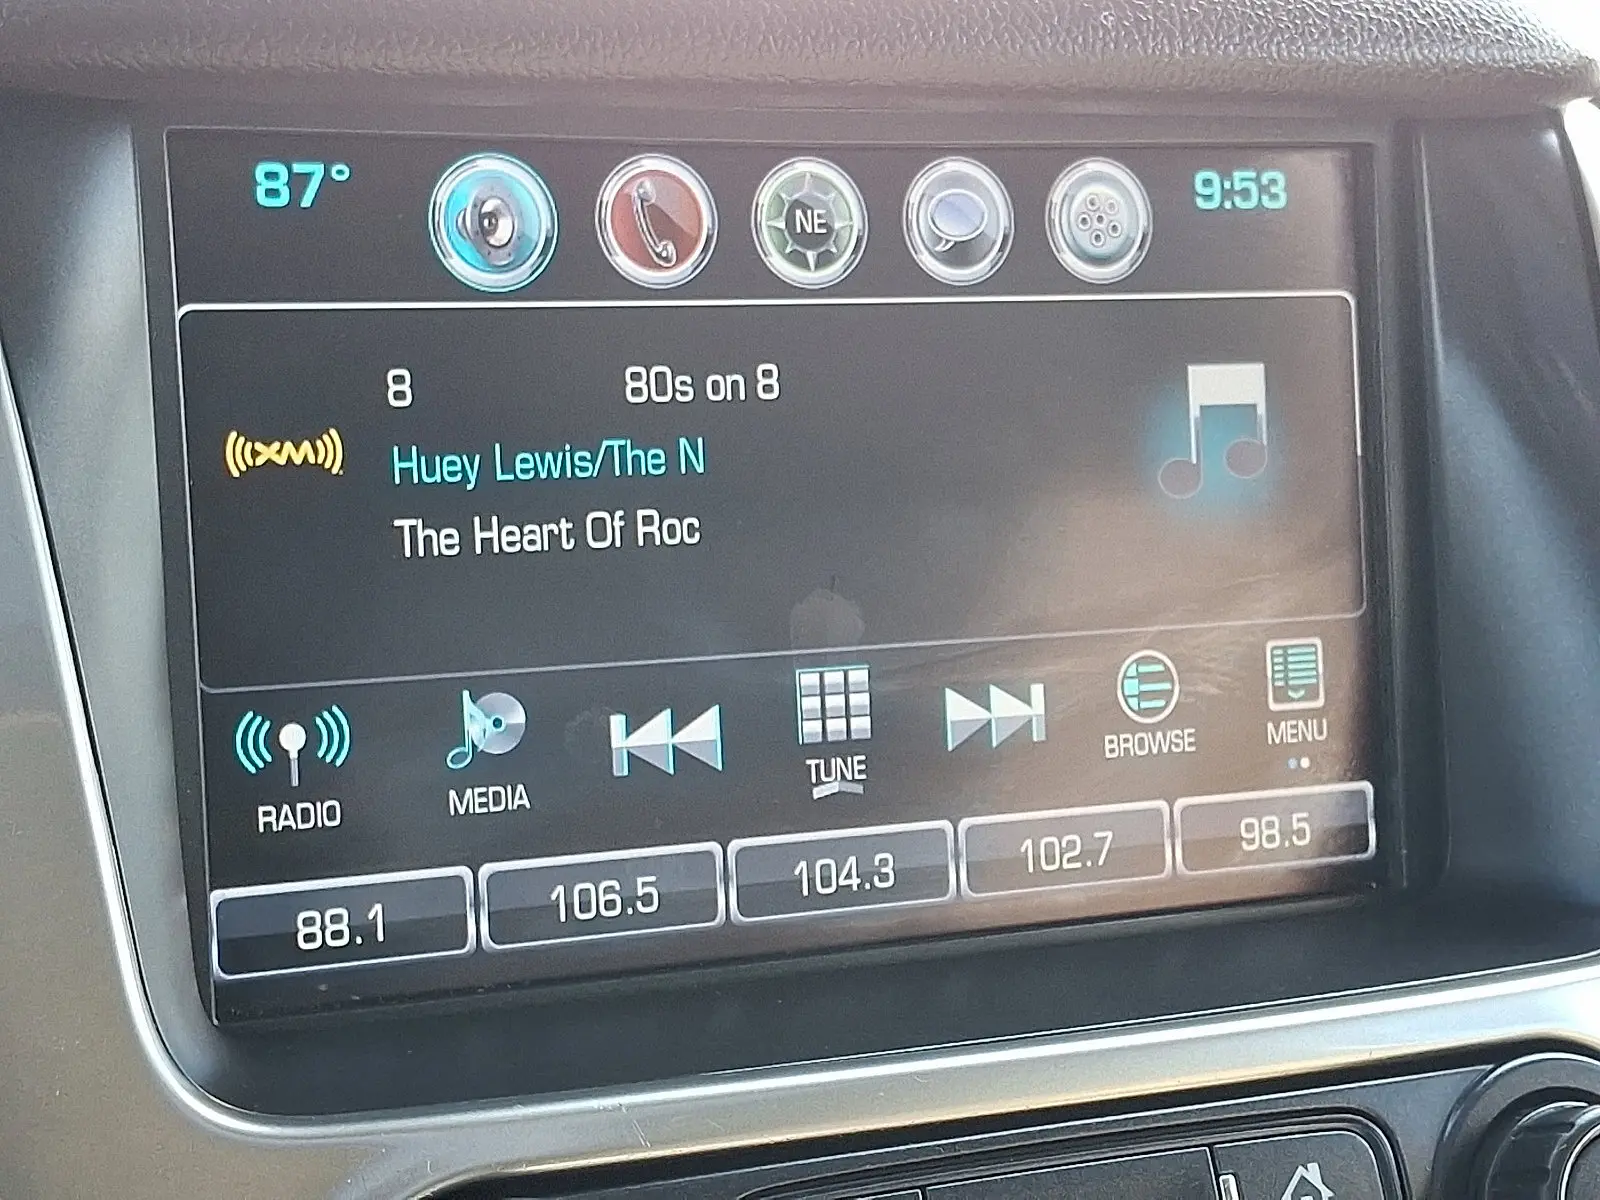 87° NE 9:53
8 80s on 8
XM
Huey Lewis/The N
The Heart Of Roc
RADIO MEDIA TUNE BROWSE MENU
88.1 106.5 104.3 102.7 98.5